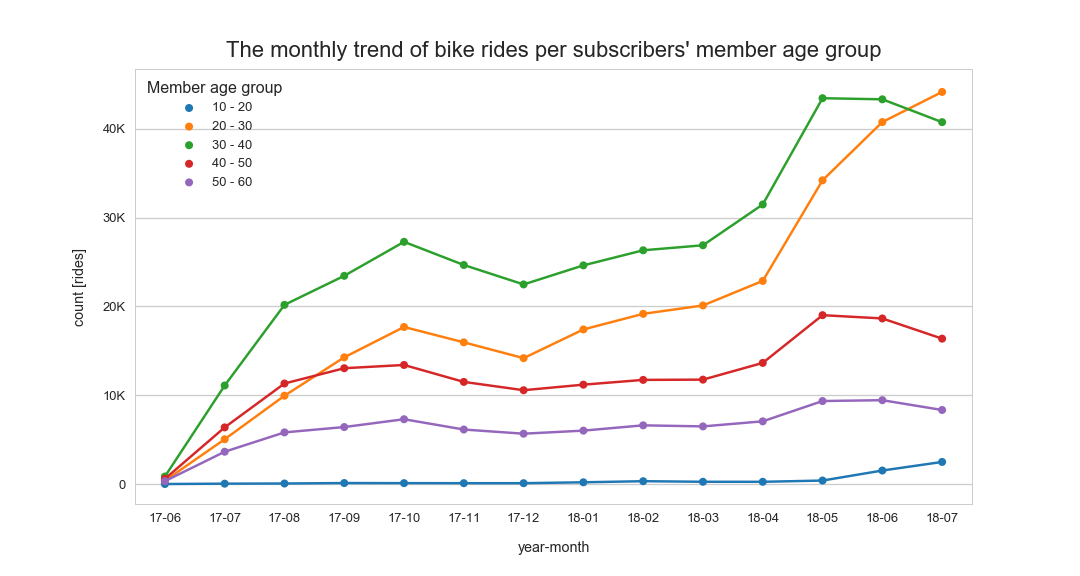 The monthly trend of bike rides per subscribers' member age group
Member age group
10 - 20
20 - 30
30 - 40
40 - 50
50 - 60
40K
30K
20K
10K
0
count [rides]
17-06 17-07 17-08 17-09 17-10 17-11 17-12 18-01 18-02 18-03 18-04 18-05 18-06 18-07
year-month